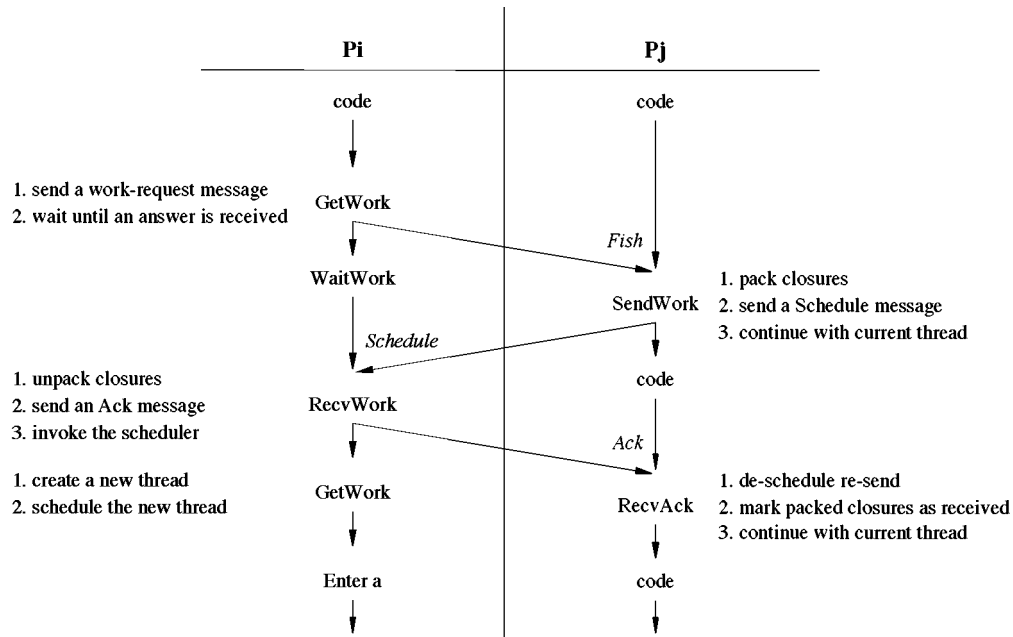 Pi
Pj
code
code
1. send a work-request message
2. wait until an answer is received
GetWork
Fish
WaitWork
1. pack closures
SendWork
2. send a Schedule message
3. continue with current thread
Schedule
1. unpack closures
2. send an Ack message
3. invoke the scheduler
RecvWork
code
Ack
1. create a new thread
2. schedule the new thread
GetWork
1. de-schedule re-send
RecvAck
2. mark packed closures as received
3. continue with current thread
Enter a
code